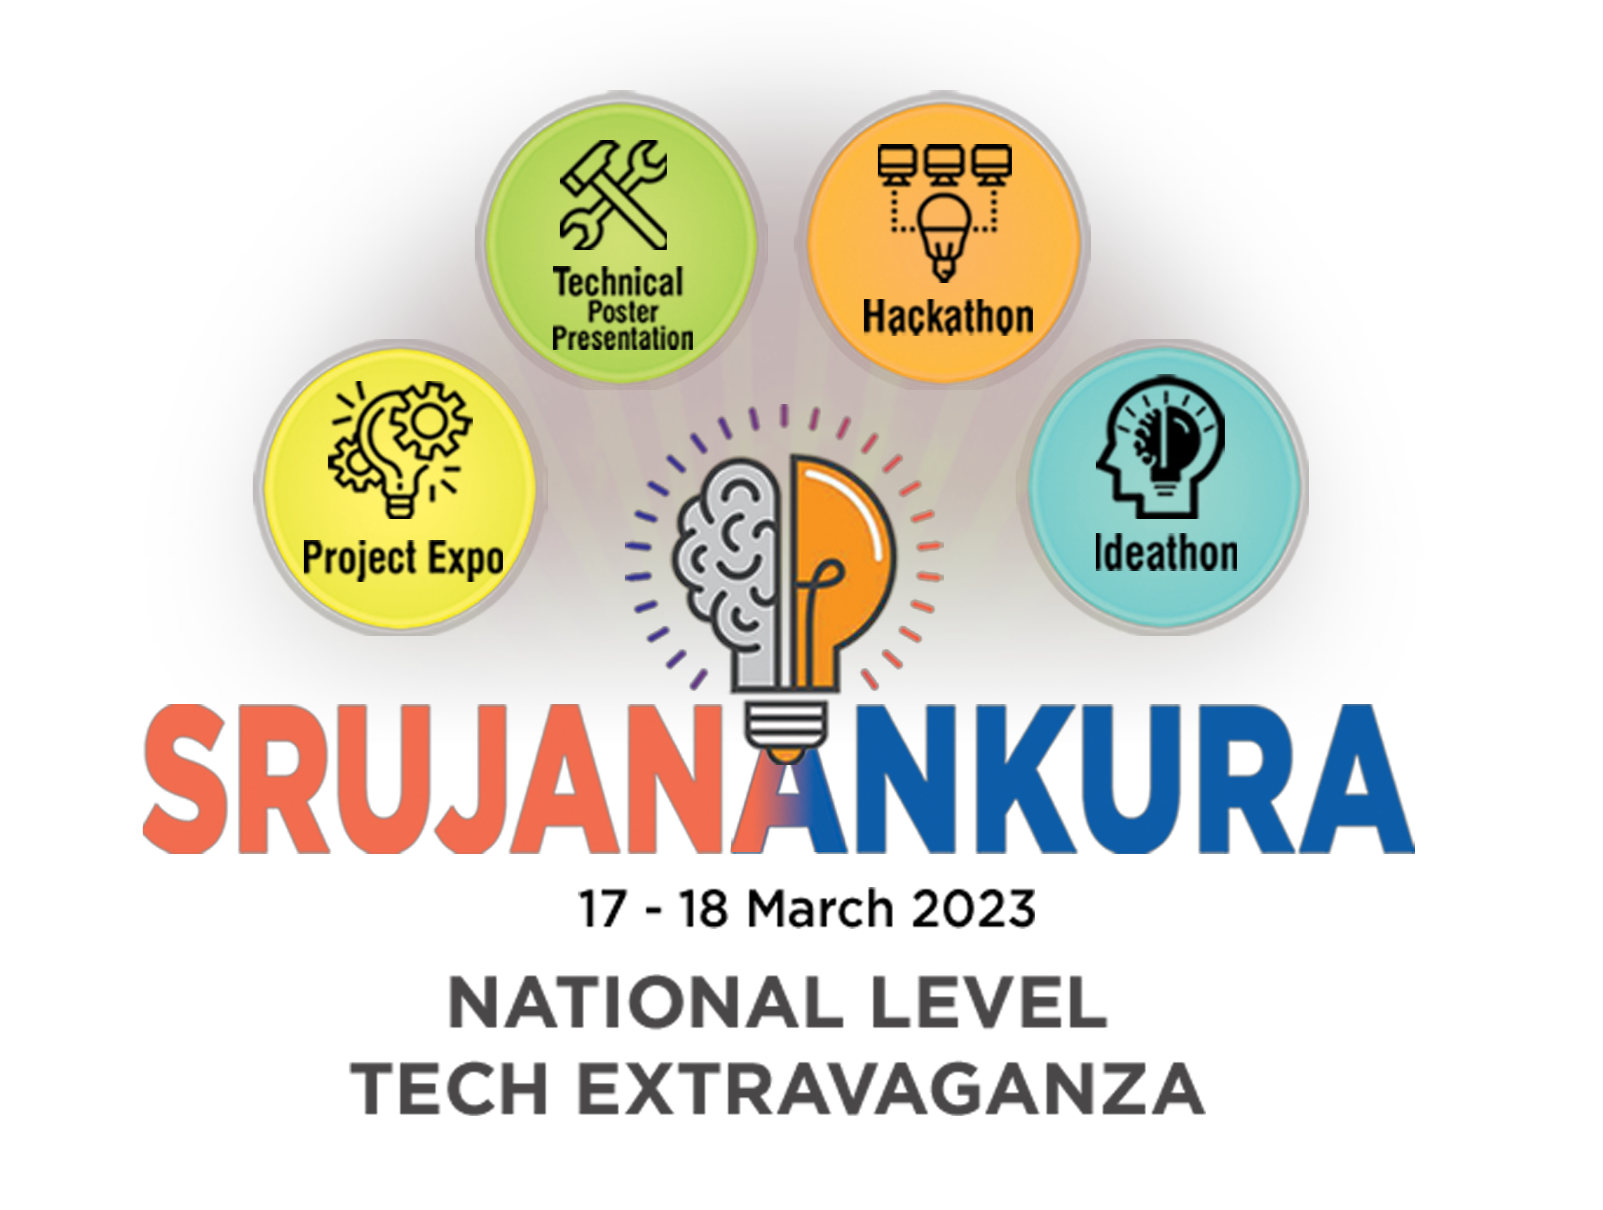 Technical
Poster
Presentation
Hackathon
Project Expo
Ideathon
SRUJANANKURA
17 - 18 March 2023
NATIONAL LEVEL
TECH EXTRAVAGANZA